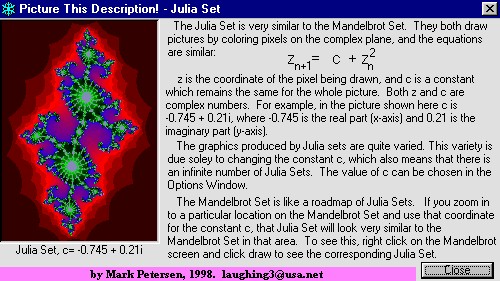 Picture This Description! - Julia Set
The Julia Set is very similar to the Mandelbrot Set. They both draw
pictures by coloring pixels on the complex plane, and the equations
are similar:
z_{n+1} = c + z_n^2
z is the coordinate of the pixel being drawn, and c is a constant
which remains the same for the whole picture. Both z and c are
complex numbers. For example, in the picture shown here c is
-0.745 + 0.21i, where -0.745 is the real part (x-axis) and 0.21 is the
imaginary part (y-axis).
The graphics produced by Julia sets are quite varied. This variety is
due soley to changing the constant c, which also means that there is
an infinite number of Julia Sets. The value of c can be chosen in the
Options Window.
The Mandelbrot Set is like a roadmap of Julia Sets. If you zoom in
to a particular location on the Mandelbrot Set and use that coordinate
for the constant c, that Julia Set will look very similar to the
Mandelbrot Set in that area. To see this, right click on the Mandelbrot
screen and click draw to see the corresponding Julia Set.
Julia Set, c= -0.745 + 0.21i
by Mark Petersen, 1998. laughing3@usa.net
Close